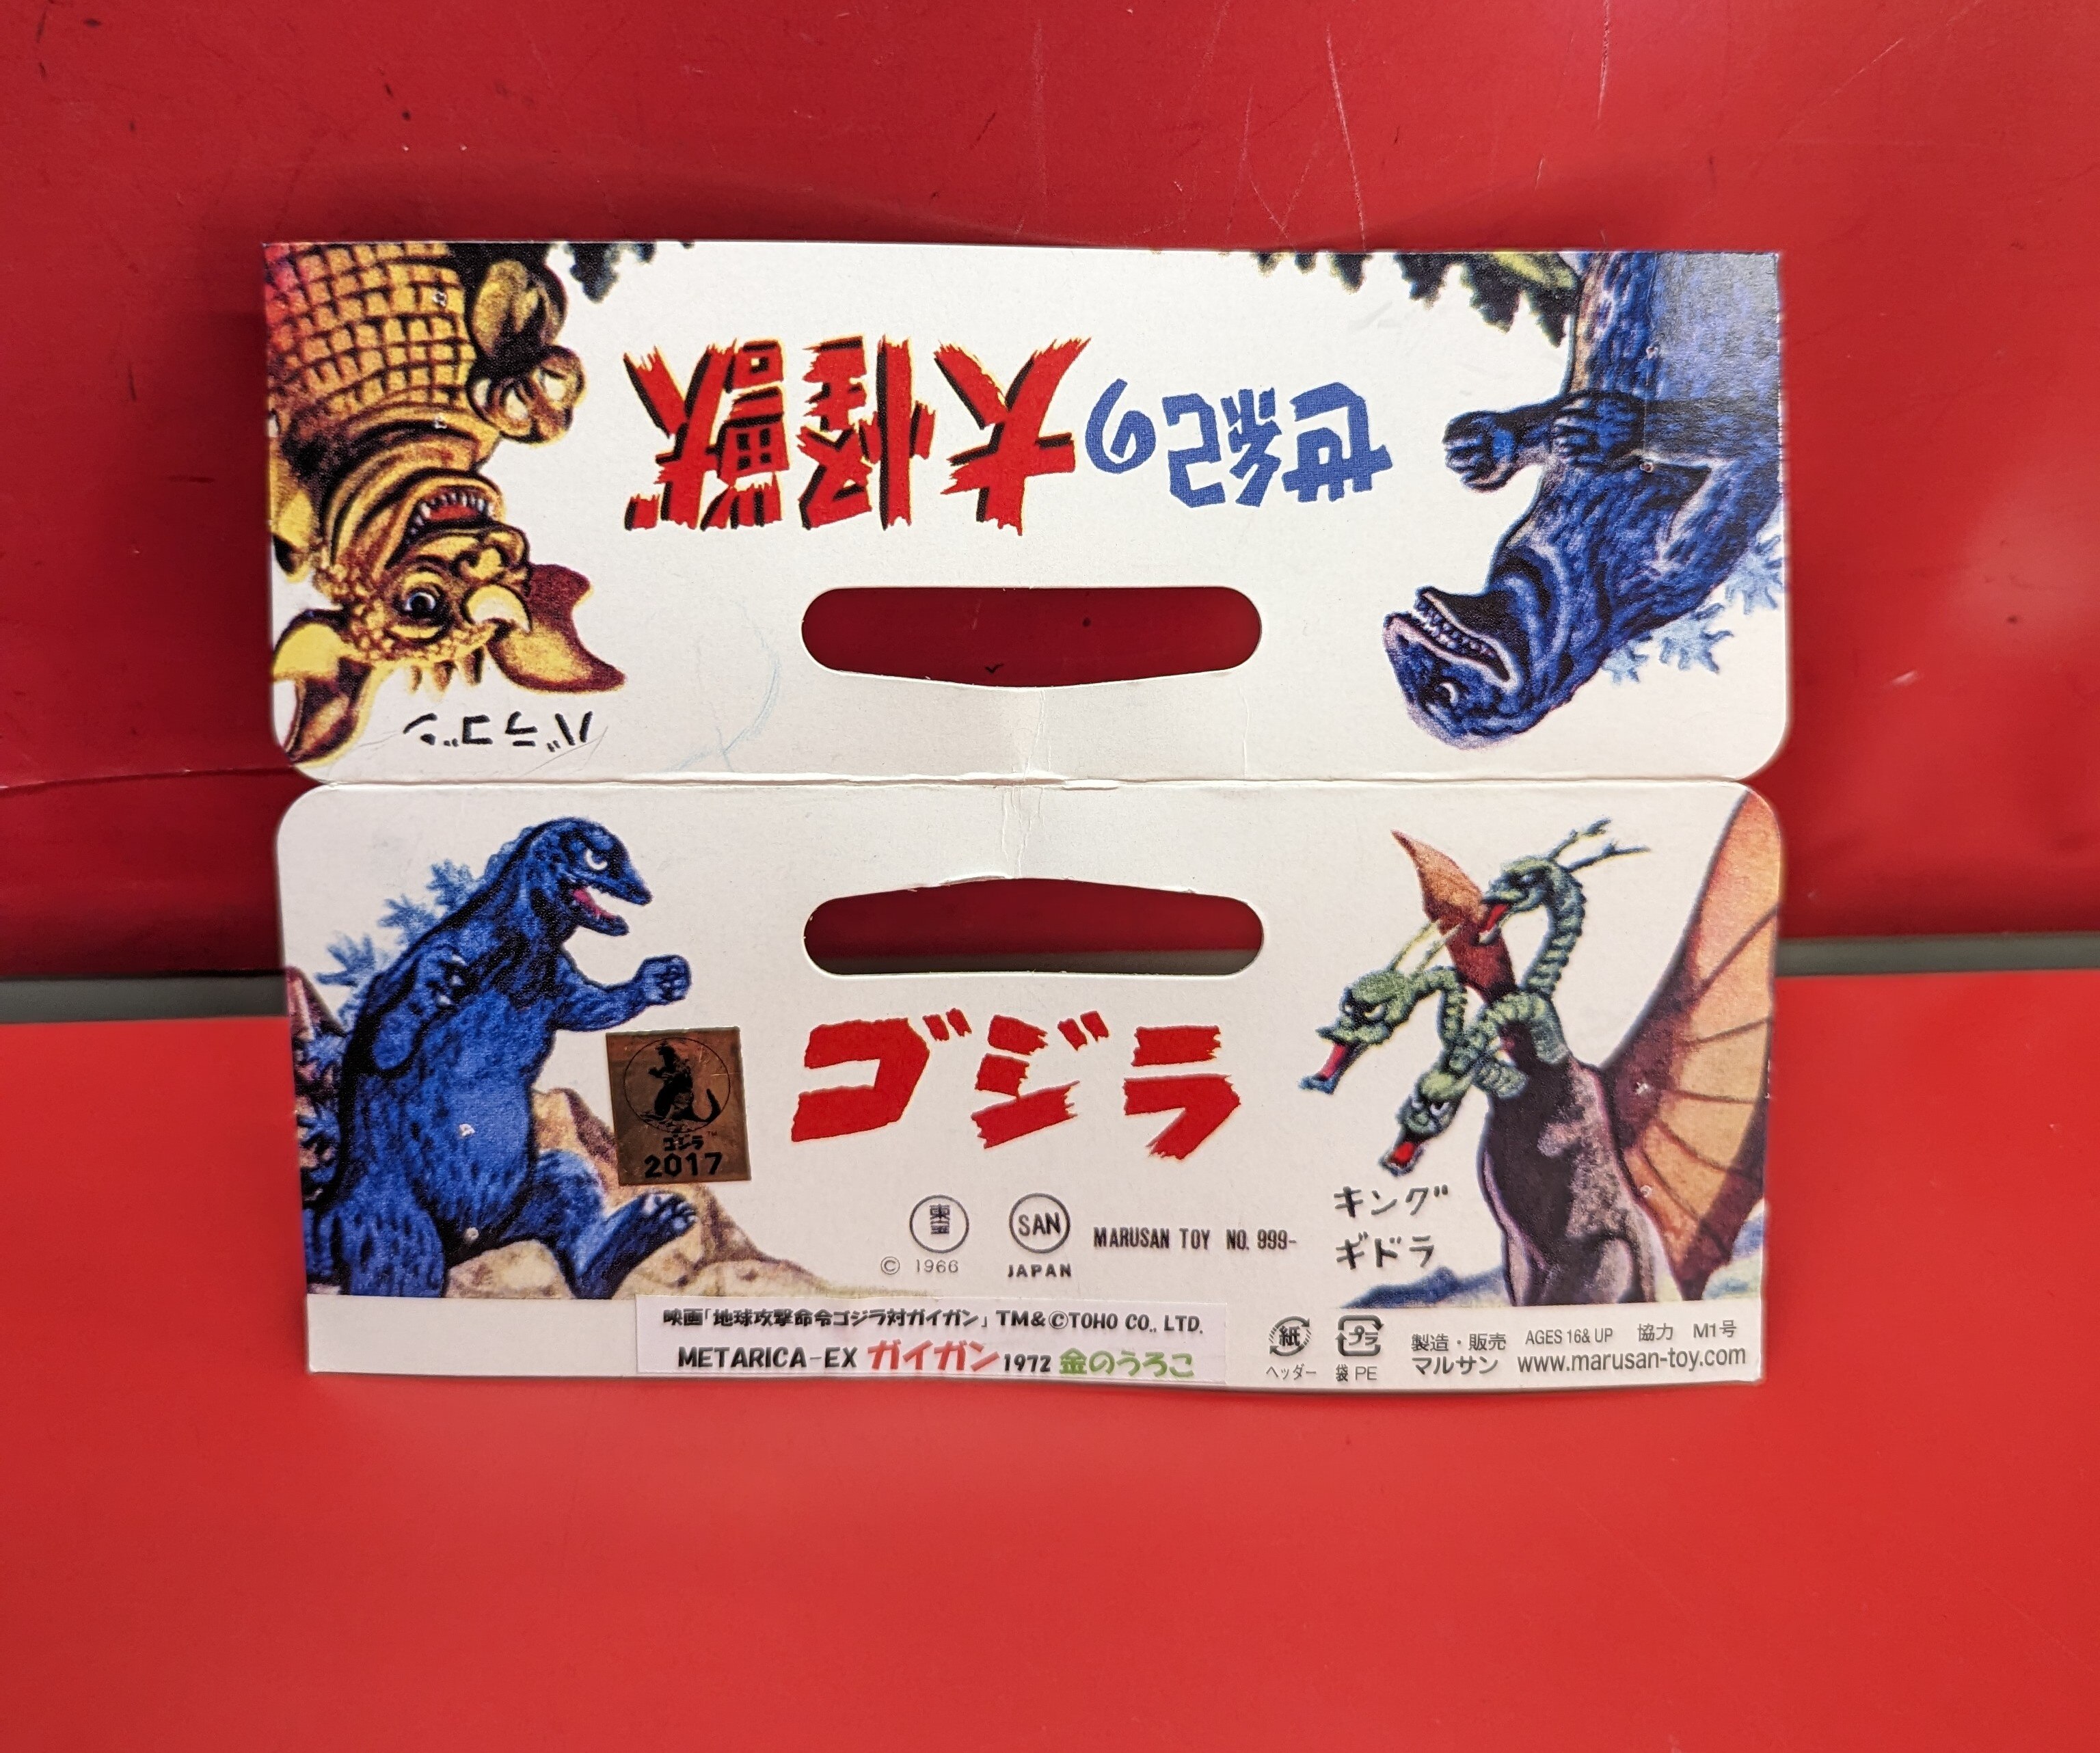 世紀の大怪獣
バラゴン
ゴジラ
ゴジラ™
2017
東宝
© 1966
SAN
JAPAN
MARUSAN TOY NO. 999-
キング
ギドラ
映画「地球攻撃命令ゴジラ対ガイガン」TM&©TOHO CO., LTD.
METARICA-EX ガイガン 1972 金のうろこ
紙
ヘッダー
プラ
袋 PE
製造・販売
マルサン
AGES 16& UP 協力 M1号
www.marusan-toy.com